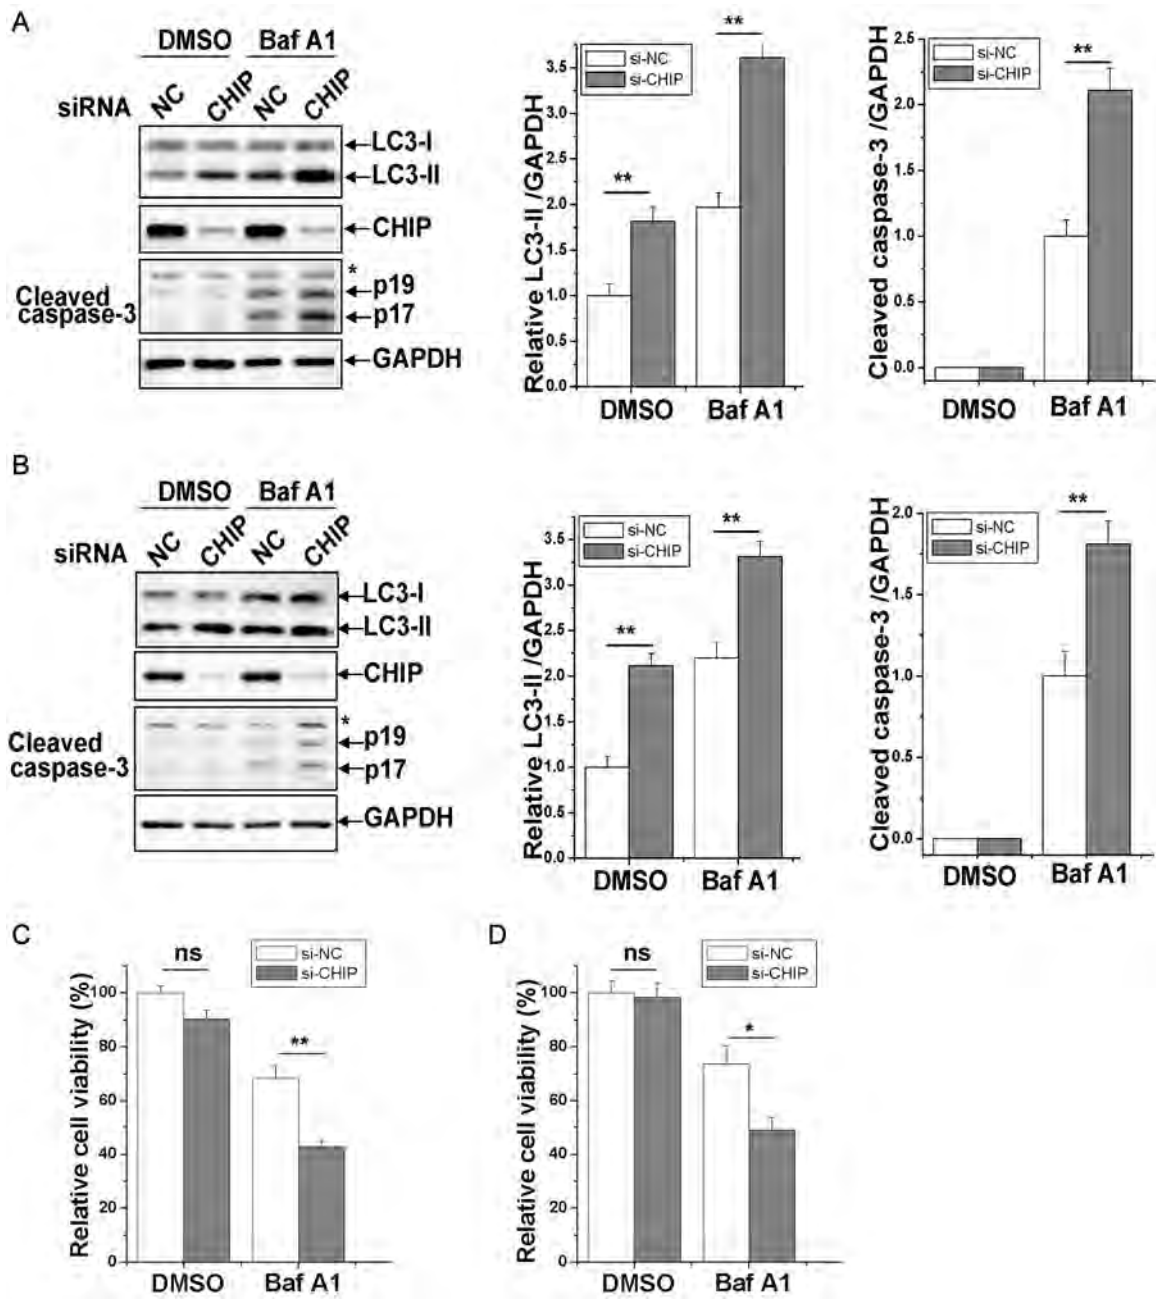 A
DMSO Baf A1
siRNA NC CHIP NC CHIP
LC3-I
LC3-II
CHIP
*
Cleaved caspase-3
p19
p17
GAPDH
Relative LC3-II /GAPDH
si-NC
si-CHIP
**
**
3.5
3.0
2.5
2.0
1.5
1.0
0.5
0.0
DMSO Baf A1
Cleaved caspase-3 /GAPDH
si-NC
si-CHIP
**
2.5
2.0
1.5
1.0
0.5
0.0
DMSO Baf A1
B
DMSO Baf A1
siRNA NC CHIP NC CHIP
LC3-I
LC3-II
CHIP
*
Cleaved
caspase-3
p19
p17
GAPDH
Relative LC3-II /GAPDH
si-NC
si-CHIP
**
**
3.5
3.0
2.5
2.0
1.5
1.0
0.5
0.0
DMSO Baf A1
Cleaved caspase-3 /GAPDH
si-NC
si-CHIP
**
2.0
1.5
1.0
0.5
0.0
DMSO Baf A1
C
Relative cell viability (%)
si-NC
si-CHIP
ns
**
100
80
60
40
20
0
DMSO Baf A1
D
Relative cell viability (%)
si-NC
si-CHIP
ns
*
100
80
60
40
20
0
DMSO Baf A1